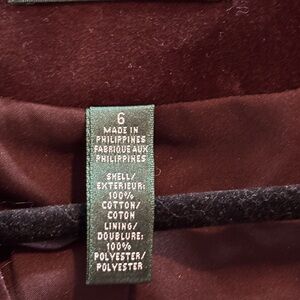 6
MADE IN
PHILIPPINES
FABRIQUE AUX
PHILIPPINES
SHELL/
EXTERIEUR:
100%
COTTON/
COTON
LINING/
DOUBLURE:
100%
POLYESTER/
POLYESTER